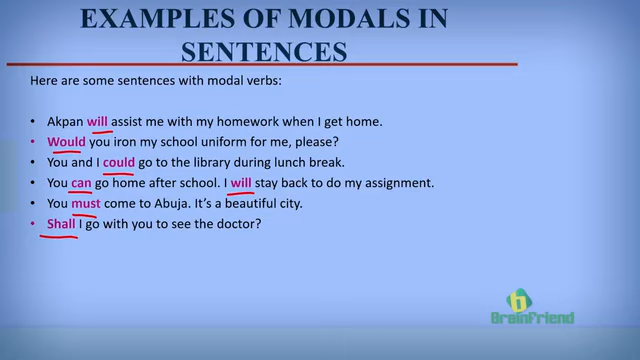 EXAMPLES OF MODALS IN
SENTENCES
Here are some sentences with modal verbs:
• Akpan will assist me with my homework when I get home.
• Would you iron my school uniform for me, please?
• You and I could go to the library during lunch break.
• You can go home after school. I will stay back to do my assignment.
• You must come to Abuja. It's a beautiful city.
• Shall I go with you to see the doctor?
b
BrainFriend